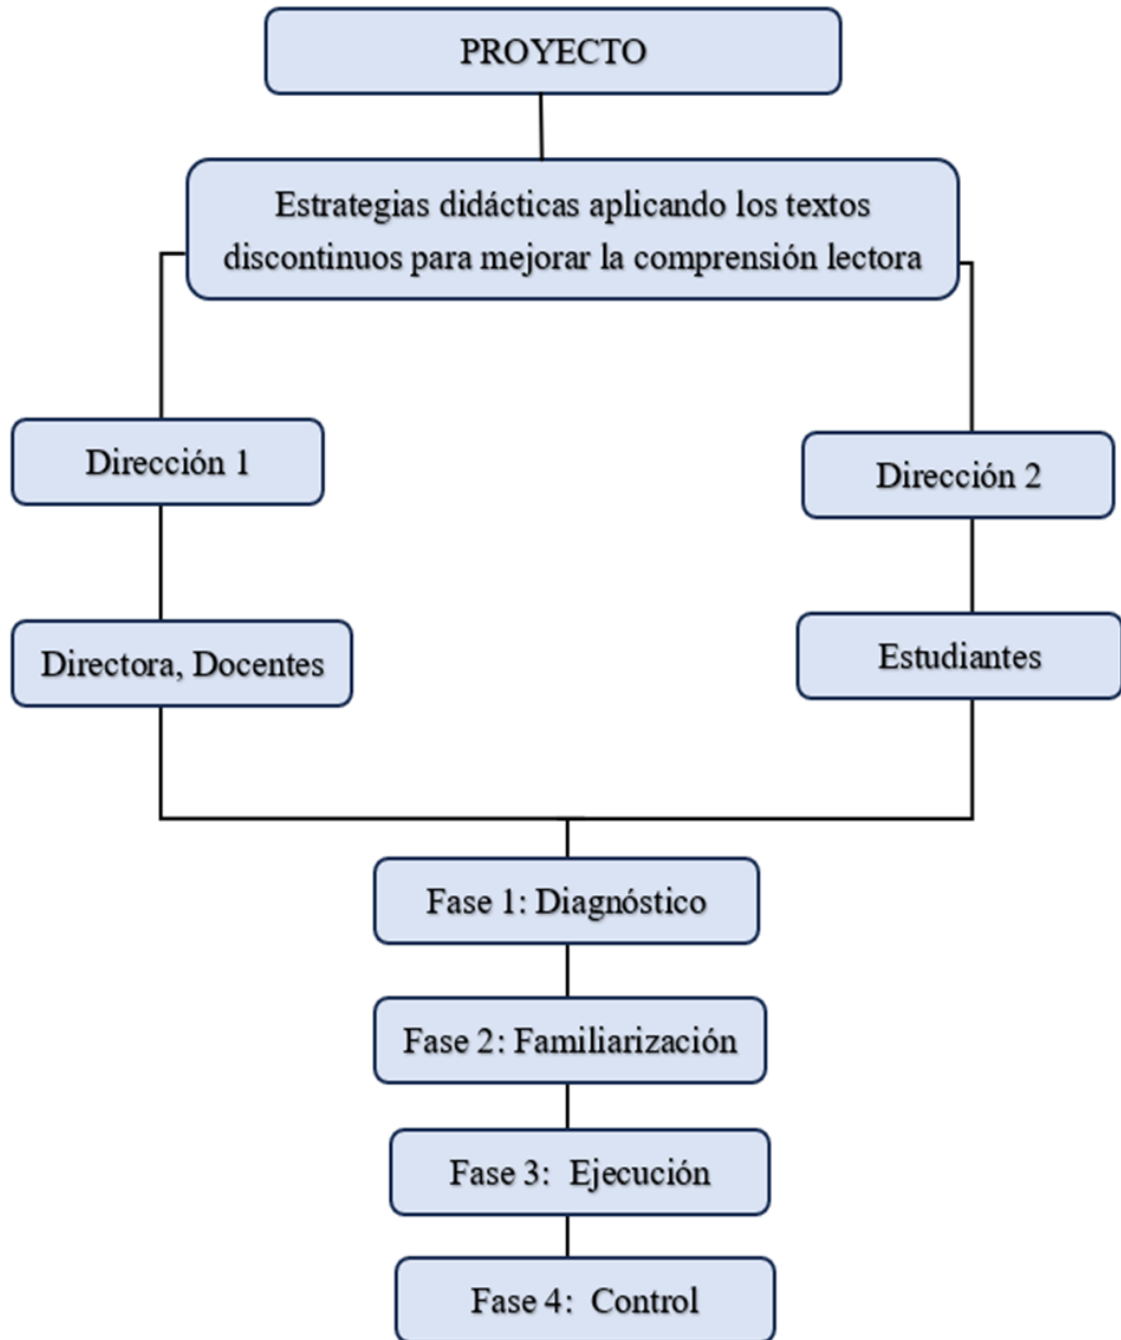 PROYECTO
Estrategias didácticas aplicando los textos
discontinuos para mejorar la comprensión lectora
Dirección 1
Dirección 2
Directora, Docentes
Estudiantes
Fase 1: Diagnóstico
Fase 2: Familiarización
Fase 3:  Ejecución
Fase 4:  Control